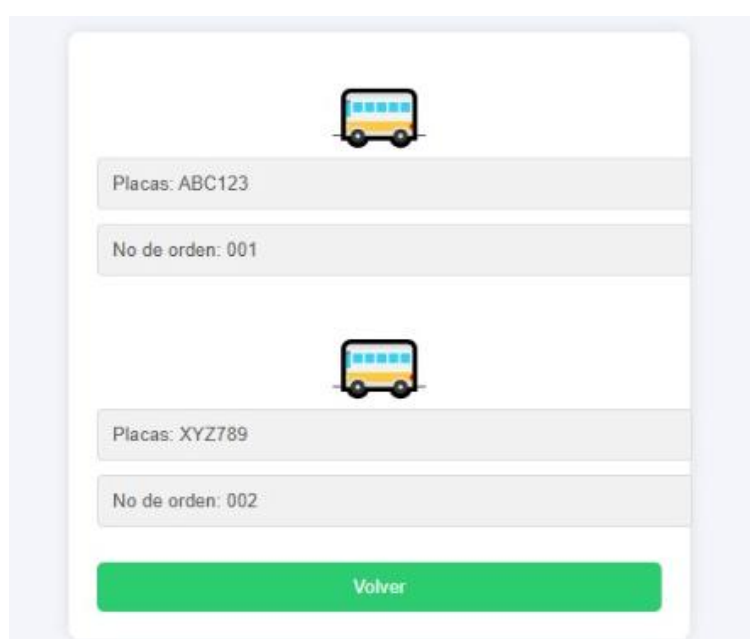 Placas: ABC123
No de orden: 001
Placas: XYZ789
No de orden: 002
Volver